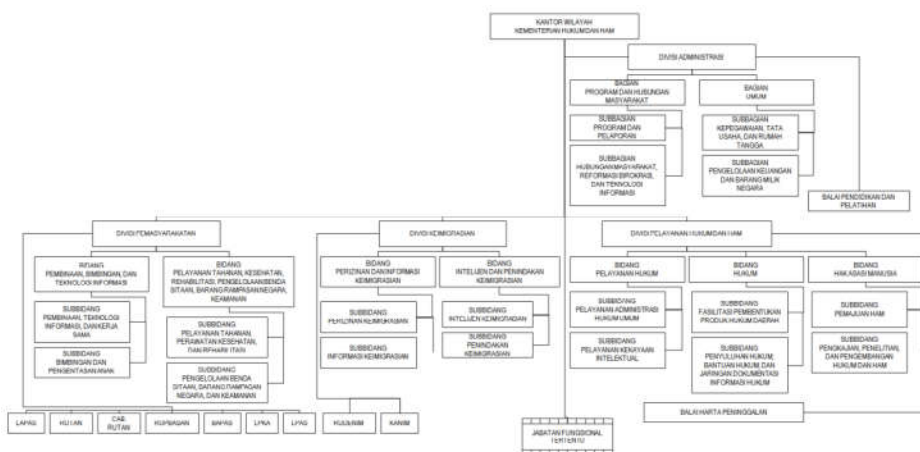 KANTOR WILAYAH
KEMENTERIAN HUKUM DAN HAM
DIVISI ADMINISTRASI
BAGIAN
PROGRAM DAN HUBUNGAN
MASYARAKAT
BAGIAN
UMUM
SUBBAGIAN
PROGRAM DAN
PELAPORAN
SUBBAGIAN
KEPEGAWAIAN, TATA
USAHA, DAN RUMAH
TANGGA
SUBBAGIAN
HUBUNGAN MASYARAKAT,
REFORMASI BIROKRASI,
DAN TEKNOLOGI
INFORMASI
SUBBAGIAN
PENGELOLAAN KEUANGAN
DAN BARANG MILIK
NEGARA
BALAI PENDIDIKAN DAN
PELATIHAN
DIVISI PEMASYARAKATAN
DIVISI KEIMIGRASIAN
DIVISI PELAYANAN HUKUM DAN HAM
BIDANG
PEMBINAAN, BIMBINGAN, DAN
TEKNOLOGI INFORMASI
BIDANG
PELAYANAN TAHANAN, KESEHATAN,
REHABILITASI, PENGELOLAAN BENDA
SITAAN, BARANG RAMPASAN NEGARA,
KEAMANAN
BIDANG
PERIZINAN DAN INFORMASI
KEIMIGRASIAN
BIDANG
INTELIJEN DAN PENINDAKAN
KEIMIGRASIAN
BIDANG
PELAYANAN HUKUM
BIDANG
HUKUM
BIDANG
HAK ASASI MANUSIA
SUBBIDANG
PEMBINAAN, TEKNOLOGI
INFORMASI, DAN KERJA
SAMA
SUBBIDANG
PELAYANAN TAHANAN,
PERAWATAN KESEHATAN,
DAN REHABILITASI
SUBBIDANG
PERIZINAN KEIMIGRASIAN
SUBBIDANG
INTELIJEN KEIMIGRASIAN
SUBBIDANG
PELAYANAN ADMINISTRASI
HUKUM UMUM
SUBBIDANG
FASILITASI PEMBENTUKAN
PRODUK HUKUM DAERAH
SUBBIDANG
PEMAJUAN HAM
SUBBIDANG
BIMBINGAN DAN
PENGENTASAN ANAK
SUBBIDANG
PENGELOLAAN BENDA
SITAAN, BARANG RAMPASAN
NEGARA, DAN KEAMANAN
SUBBIDANG
INFORMASI KEIMIGRASIAN
SUBBIDANG
PENINDAKAN
KEIMIGRASIAN
SUBBIDANG
PELAYANAN KEKAYAAN
INTELEKTUAL
SUBBIDANG
PENYULUHAN HUKUM,
BANTUAN HUKUM, DAN
JARINGAN DOKUMENTASI
INFORMASI HUKUM
SUBBIDANG
PENGKAJIAN, PENELITIAN,
DAN PENGEMBANGAN
HUKUM DAN HAM
BALAI HARTA PENINGGALAN
LAPAS
RUTAN
CAB.
RUTAN
RUPBASAN
BAPAS
LPKA
LPAS
RUDENIM
KANIM
JABATAN FUNGSIONAL
TERTENTU